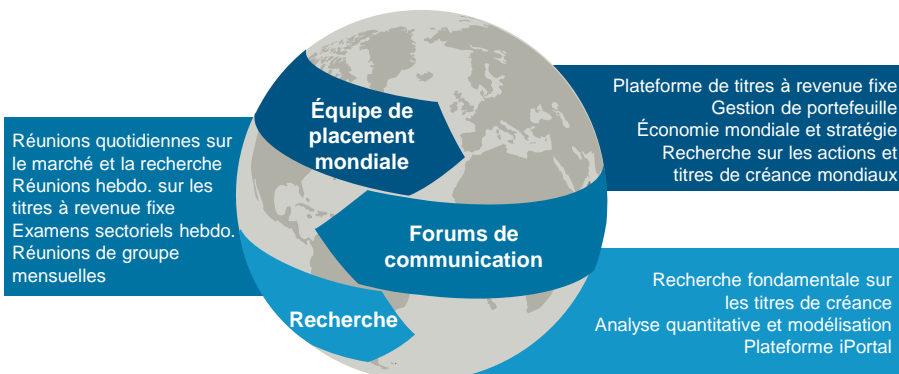 Équipe de
placement
mondiale
Plateforme de titres à revenue fixe
Gestion de portefeuille
Économie mondiale et stratégie
Recherche sur les actions et
titres de créance mondiaux
Réunions quotidiennes sur
le marché et la recherche
Réunions hebdo. sur les
titres à revenue fixe
Examens sectoriels hebdo.
Réunions de groupe
mensuelles
Forums de
communication
Recherche
Recherche fondamentale sur
les titres de créance
Analyse quantitative et modélisation
Plateforme iPortal